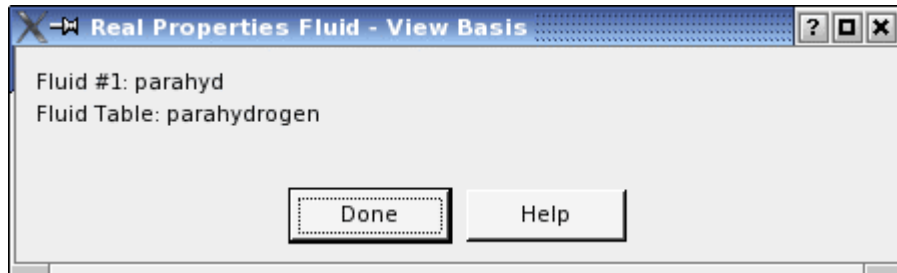 Real Properties Fluid - View Basis
Fluid #1: parahyd
Fluid Table: parahydrogen
Done Help